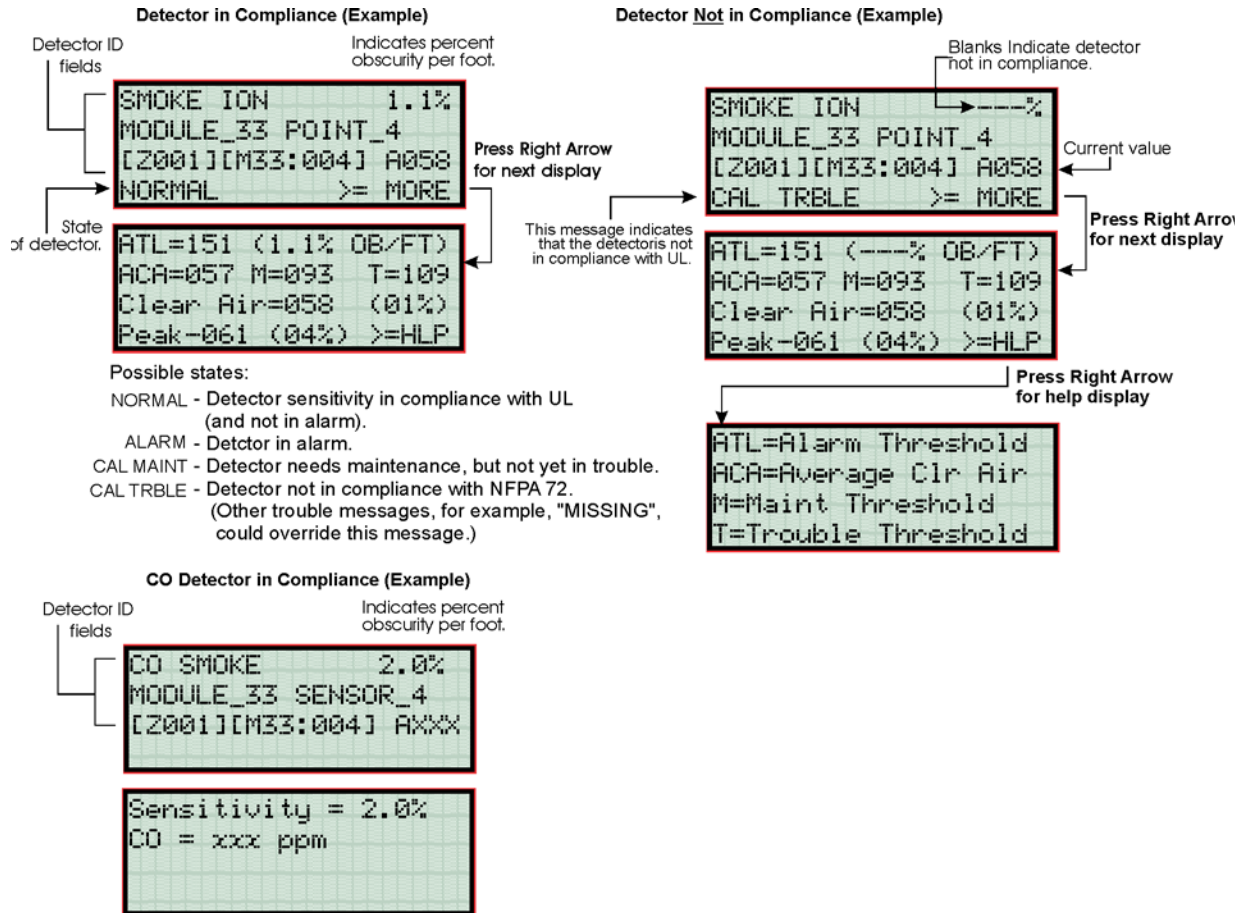 Detector in Compliance (Example)
Detector ID
fields
Indicates percent
obscurity per foot.
SMOKE ION 1.1%
MODULE_33 POINT_4
[Z001][M33:004] A058
NORMAL >= MORE
State
of detector.
Press Right Arrow
for next display
ATL=151 (1.1% OB/FT)
ACA=057 M=093 T=109
Clear Air=058 (01%)
Peak-061 (04%) >=HLP
Possible states:
NORMAL - Detector sensitivity in compliance with UL
(and not in alarm).
ALARM - Detctor in alarm.
CAL MAINT - Detector needs maintenance, but not yet in trouble.
CAL TRBLE - Detector not in compliance with NFPA 72.
(Other trouble messages, for example, "MISSING",
could override this message.)
Detector Not in Compliance (Example)
Blanks Indicate detector
not in compliance.
SMOKE ION ---%
MODULE_33 POINT_4
[Z001][M33:004] A058
CAL TRBLE >= MORE
Current value
This message indicates
that the detectoris not
in compliance with UL.
Press Right Arrow
for next display
ATL=151 (---% OB/FT)
ACA=057 M=093 T=109
Clear Air=058 (01%)
Peak-061 (04%) >=HLP
Press Right Arrow
for help display
ATL=Alarm Threshold
ACA=Average Clr Air
M=Maint Threshold
T=Trouble Threshold
CO Detector in Compliance (Example)
Detector ID
fields
Indicates percent
obscurity per foot.
CO SMOKE 2.0%
MODULE_33 SENSOR_4
[Z001][M33:004] AXXX
Sensitivity = 2.0%
CO = xxx ppm